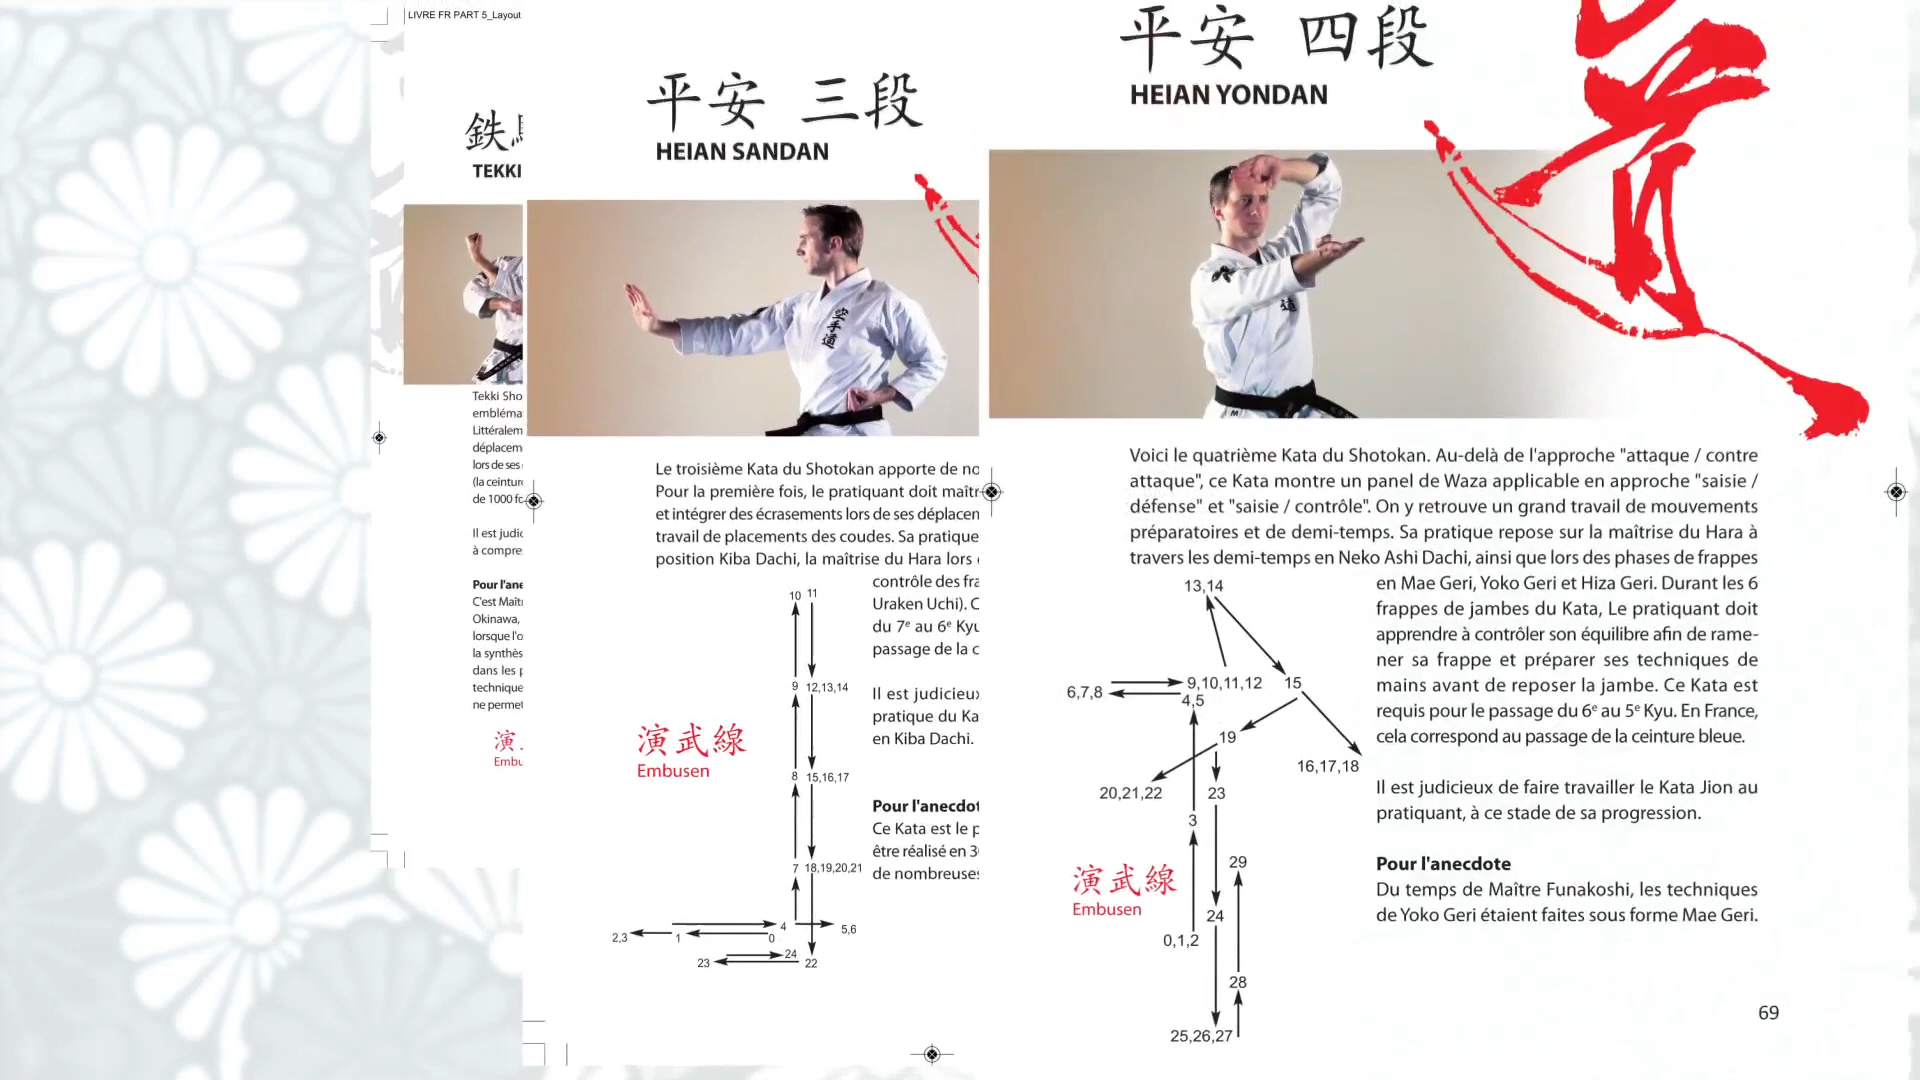 LIVRE FR PART 5_Layout
鉄
TEKKI
Tekki Sho
embléma
Littéralem
déplacem
lors de ses
(la ceintur
de 1000 fo
Il est judic
à compre
Pour l'ane
C'est Maît
Okinawa,
lorsque l'o
la synthès
dans les p
technique
ne permet
演
Embu
平安 三段
HEIAN SANDAN
空手道
Le troisième Kata du Shotokan apporte de no
Pour la première fois, le pratiquant doit maîtr
et intégrer des écrasements lors de ses déplacem
travail de placements des coudes. Sa pratique
position Kiba Dachi, la maîtrise du Hara lors
contrôle des fra
Uraken Uchi). C
du 7e au 6e Kyu
passage de la c
Il est judicieux
pratique du Ka
en Kiba Dachi.
Pour l'anecdot
Ce Kata est le p
être réalisé en 30
de nombreuses
10 11
9 12,13,14
8 15,16,17
7 18,19,20,21
4
5,6
2,3 1 0
24
23 22
演武線
Embusen
平安 四段
HEIAN YONDAN
道
Voici le quatrième Kata du Shotokan. Au-delà de l'approche "attaque / contre
attaque", ce Kata montre un panel de Waza applicable en approche "saisie /
défense" et "saisie / contrôle". On y retrouve un grand travail de mouvements
préparatoires et de demi-temps. Sa pratique repose sur la maîtrise du Hara à
travers les demi-temps en Neko Ashi Dachi, ainsi que lors des phases de frappes
en Mae Geri, Yoko Geri et Hiza Geri. Durant les 6
frappes de jambes du Kata, Le pratiquant doit
apprendre à contrôler son équilibre afin de rame-
ner sa frappe et préparer ses techniques de
mains avant de reposer la jambe. Ce Kata est
requis pour le passage du 6e au 5e Kyu. En France,
cela correspond au passage de la ceinture bleue.
Il est judicieux de faire travailler le Kata Jion au
pratiquant, à ce stade de sa progression.
Pour l'anecdote
Du temps de Maître Funakoshi, les techniques
de Yoko Geri étaient faites sous forme Mae Geri.
13,14
9,10,11,12 15
6,7,8
4,5
19
16,17,18
20,21,22 23
3
29
24
0,1,2
28
25,26,27
演武線
Embusen
69